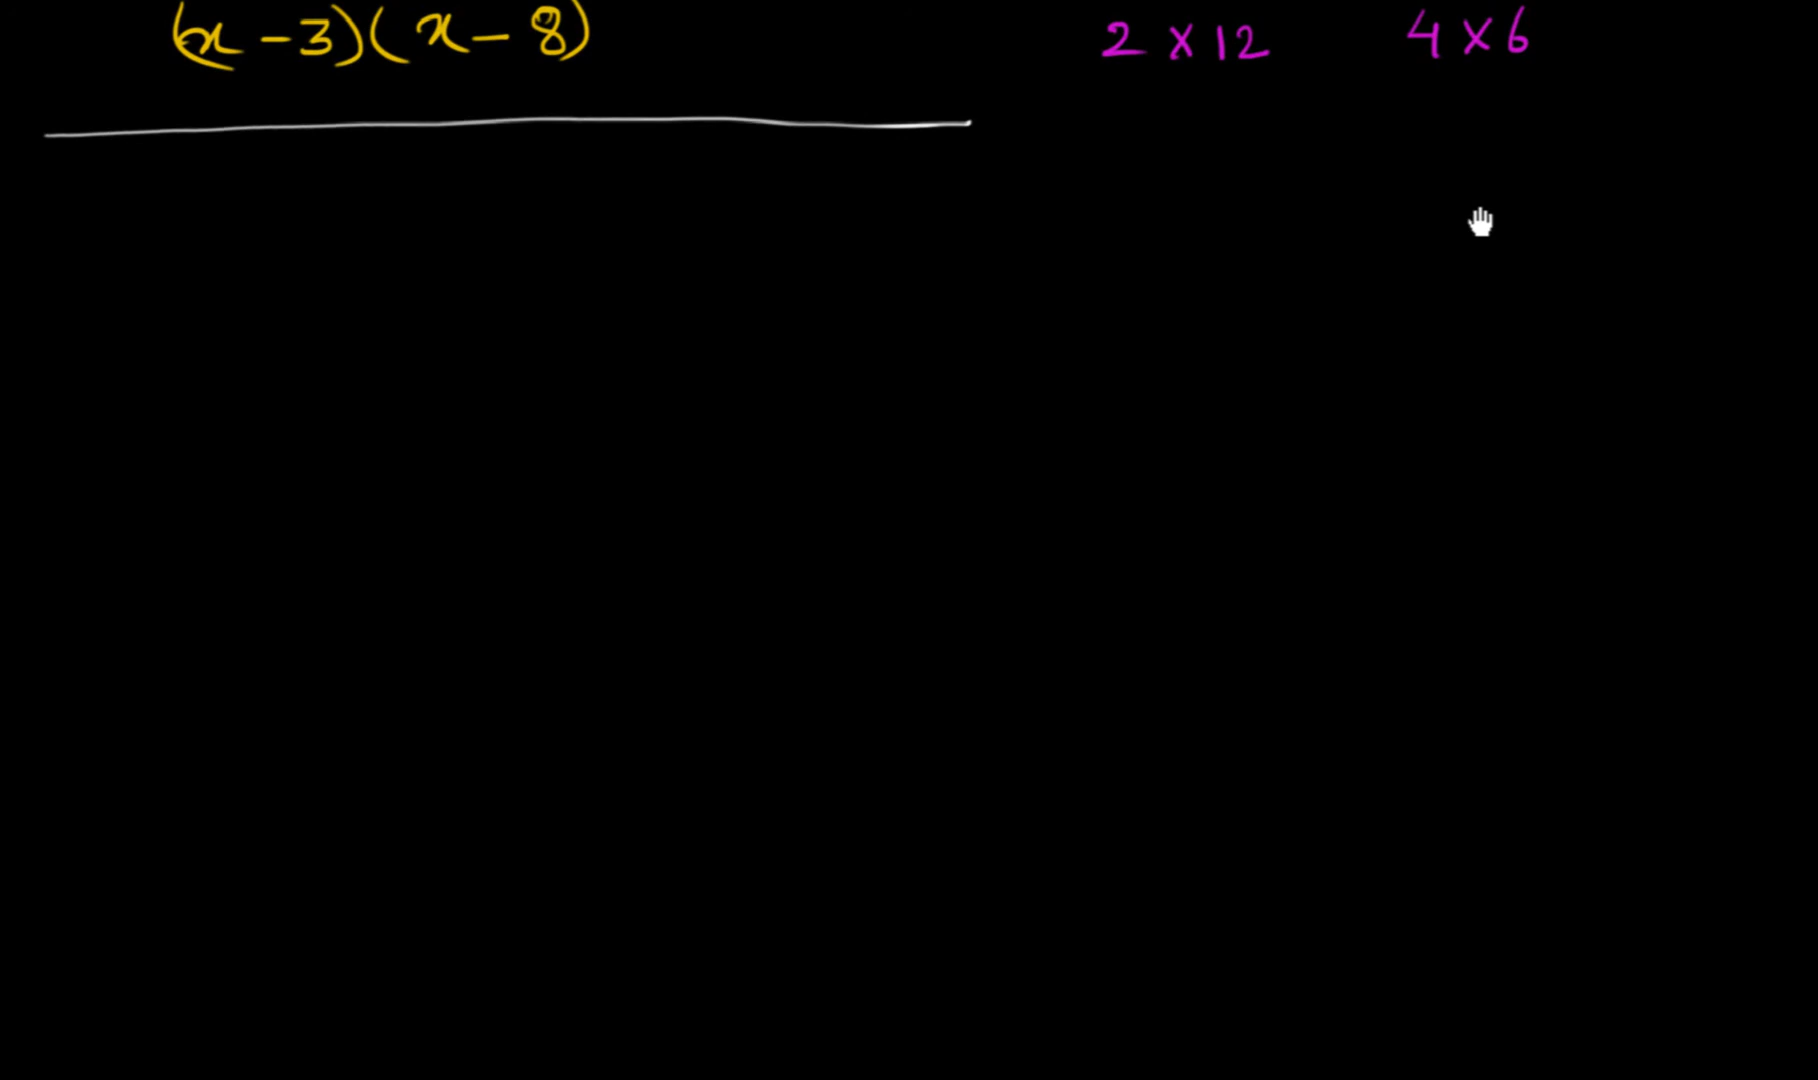 (x - 3)(x - 8)
2 × 12
4 × 6